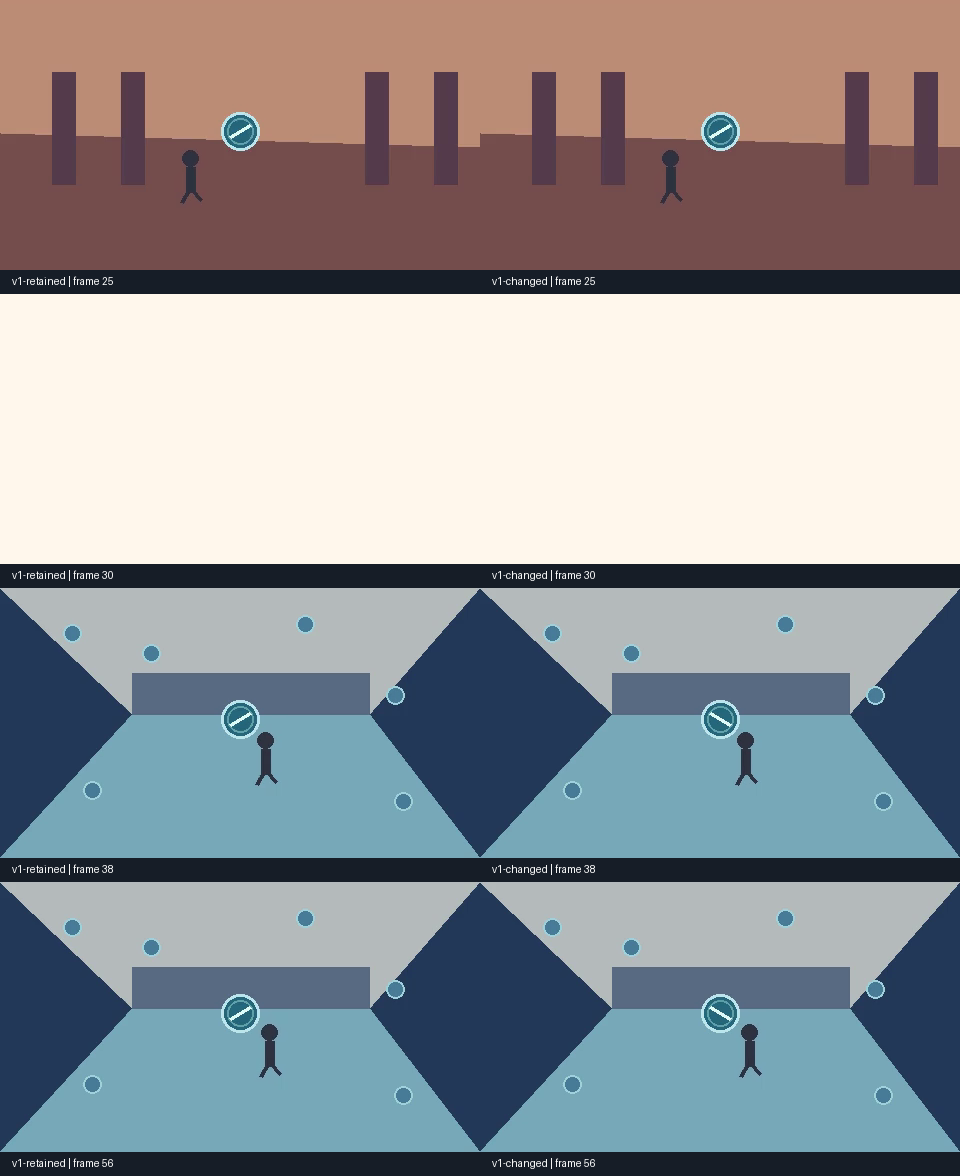 v1-retained | frame 25
v1-changed | frame 25
v1-retained | frame 30
v1-changed | frame 30
v1-retained | frame 38
v1-changed | frame 38
v1-retained | frame 56
v1-changed | frame 56